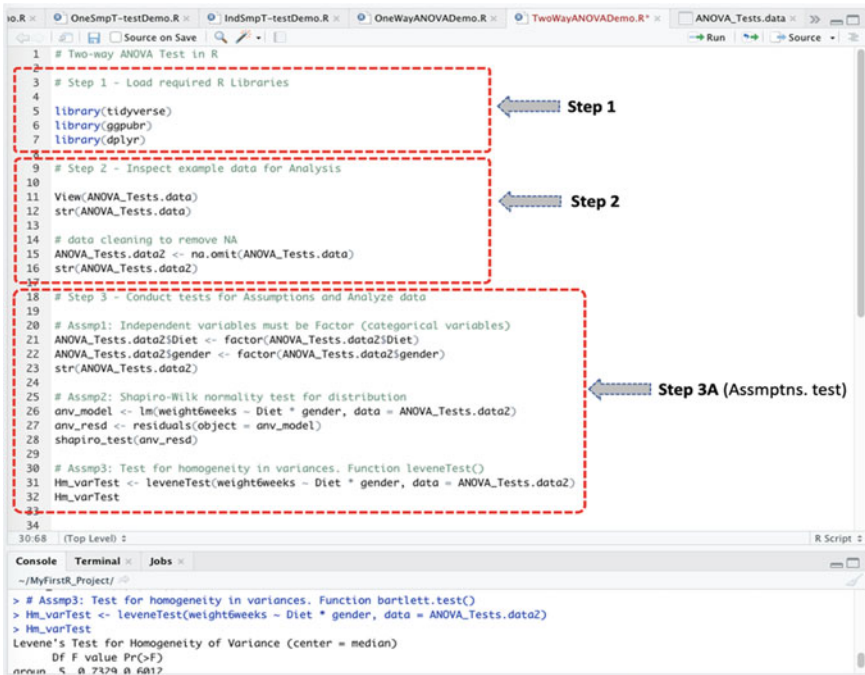 no.R × OneSmpT-testDemo.R × IndSmpT-testDemo.R × OneWayANOVADemo.R × TwoWayANOVADemo.R* × ANOVA_Tests.data ×
Source on Save Run Source
1 # Two-way ANOVA Test in R
2
3 # Step 1 - Load required R Libraries
4
5 library(tidyverse)
6 library(ggpubr)
7 library(dplyr)
8
Step 1
9 # Step 2 - Inspect example data for Analysis
10
11 View(ANOVA_Tests.data)
12 str(ANOVA_Tests.data)
13
14 # data cleaning to remove NA
15 ANOVA_Tests.data2 <- na.omit(ANOVA_Tests.data)
16 str(ANOVA_Tests.data2)
17
Step 2
18 # Step 3 - Conduct tests for Assumptions and Analyze data
19
20 # Assmp1: Independent variables must be Factor (categorical variables)
21 ANOVA_Tests.data2$Diet <- factor(ANOVA_Tests.data2$Diet)
22 ANOVA_Tests.data2$gender <- factor(ANOVA_Tests.data2$gender)
23 str(ANOVA_Tests.data2)
24
25 # Assmp2: Shapiro-Wilk normality test for distribution
26 anv_model <- lm(weight6weeks ~ Diet * gender, data = ANOVA_Tests.data2)
27 anv_resd <- residuals(object = anv_model)
28 shapiro_test(anv_resd)
29
30 # Assmp3: Test for homogeneity in variances. Function leveneTest()
31 Hm_varTest <- leveneTest(weight6weeks ~ Diet * gender, data = ANOVA_Tests.data2)
32 Hm_varTest
33
34
Step 3A (Assmptns. test)
30:68 (Top Level) R Script
Console Terminal × Jobs ×
~/MyFirstR_Project/
> # Assmp3: Test for homogeneity in variances. Function bartlett.test()
> Hm_varTest <- leveneTest(weight6weeks ~ Diet * gender, data = ANOVA_Tests.data2)
> Hm_varTest
Levene's Test for Homogeneity of Variance (center = median)
Df F value Pr(>F)
group 5 0.7329 0.6012